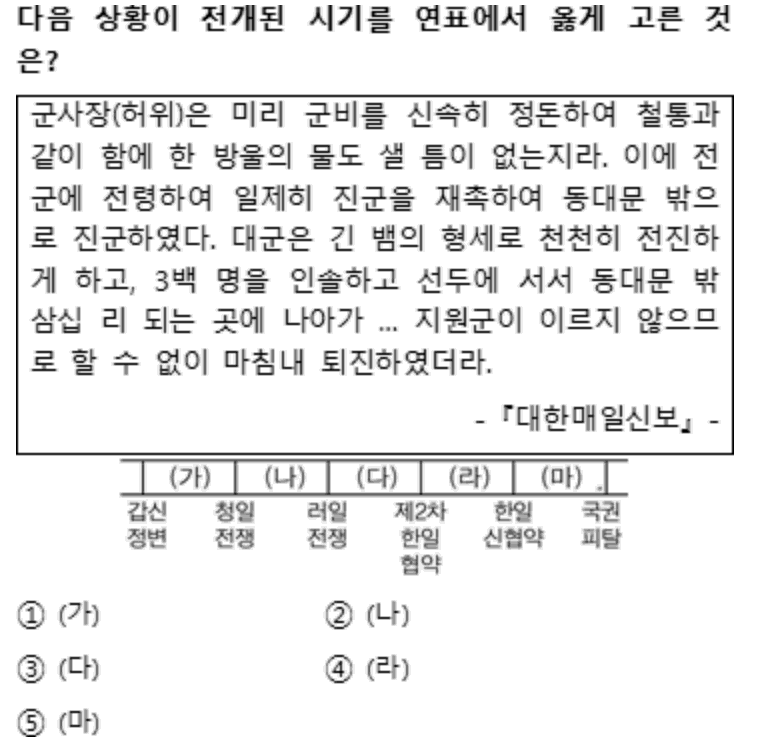 다음 상황이 전개된 시기를 연표에서 옳게 고른 것
은?
군사장(허위)은 미리 군비를 신속히 정돈하여 철통과
같이 함에 한 방울의 물도 샐 틈이 없는지라. 이에 전
군에 전령하여 일제히 진군을 재촉하여 동대문 밖으
로 진군하였다. 대군은 긴 뱀의 형세로 천천히 전진하
게 하고, 3백 명을 인솔하고 선두에 서서 동대문 밖
삼십 리 되는 곳에 나아가 ... 지원군이 이르지 않으므
로 할 수 없이 마침내 퇴진하였더라.
- 『대한매일신보』 -
(가) (나) (다) (라) (마)
갑신 청일 러일 제2차 한일 국권
정변 전쟁 전쟁 한일 신협약 피탈
협약
① (가) ② (나)
③ (다) ④ (라)
⑤ (마)